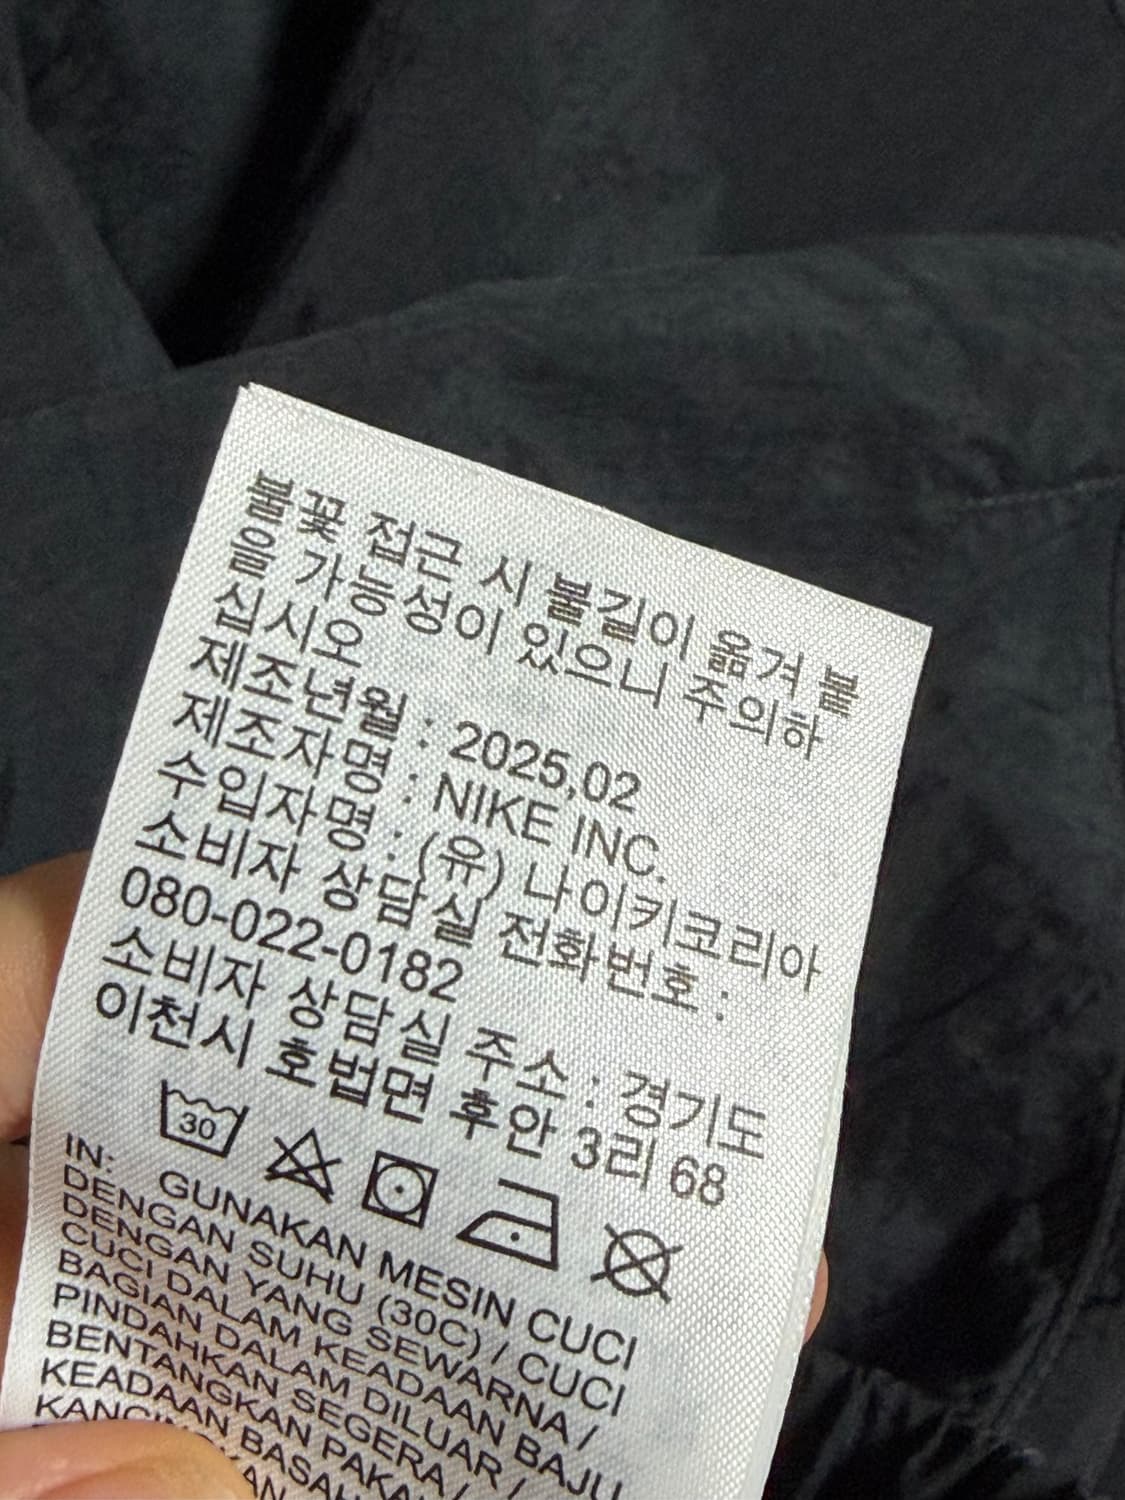 불꽃 접근 시 불길이 옮겨 붙
을 가능성이 있으니 주의하
십시오
제조년월 : 2025,02
제조자명 : NIKE INC.
수입자명 : (유) 나이키코리아
소비자 상담실 전화번호 :
080-022-0182
소비자 상담실 주소 : 경기도
이천시 호법면 후안 3리 68
30
IN: GUNAKAN MESIN CUCI
DENGAN SUHU (30C) / CUCI
DENGAN YANG SEWARNA /
CUCI DALAM KEADAAN BAJU
BAGIAN DALAM DILUAR /
PINDAHKAN SEGERA /
BENTANGKAN PAKA
KEADAAN BASAH